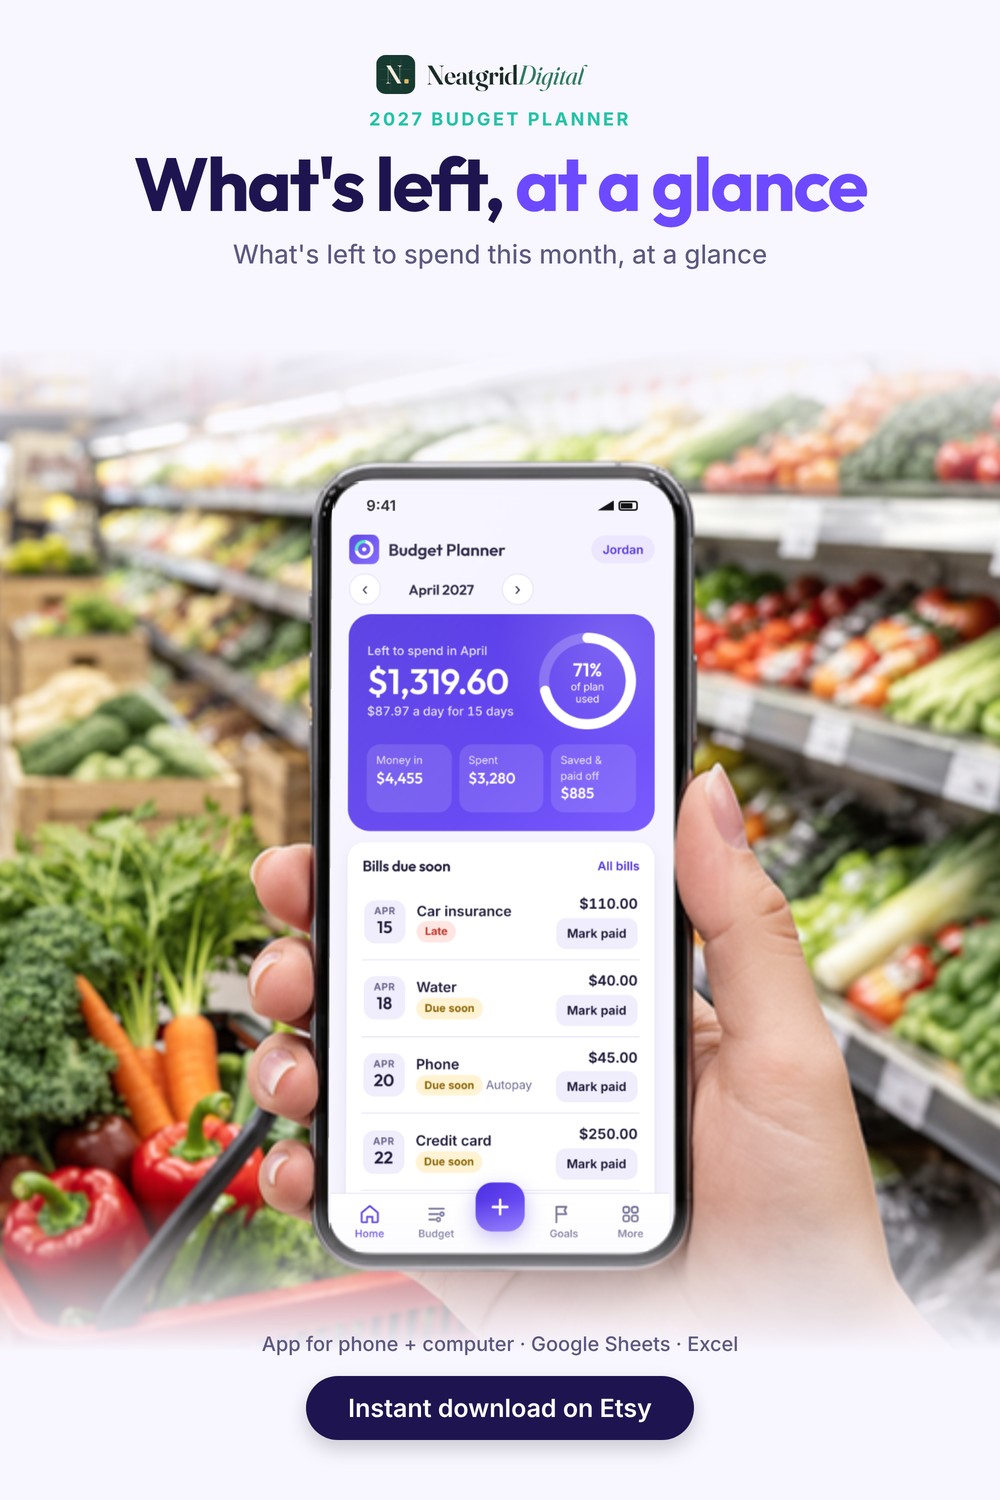 N. NeatgridDigital
2027 BUDGET PLANNER
What's left, at a glance
What's left to spend this month, at a glance
9:41
Budget Planner
Jordan
‹ April 2027 ›
Left to spend in April
$1,319.60
$87.97 a day for 15 days
71%
of plan
used
Money in
$4,455
Spent
$3,280
Saved &
paid off
$885
Bills due soon
All bills
APR
15
Car insurance
Late
$110.00
Mark paid
APR
18
Water
Due soon
$40.00
Mark paid
APR
20
Phone
Due soon Autopay
$45.00
Mark paid
APR
22
Credit card
Due soon
$250.00
Mark paid
Home
Budget
+
Goals
More
App for phone + computer · Google Sheets · Excel
Instant download on Etsy